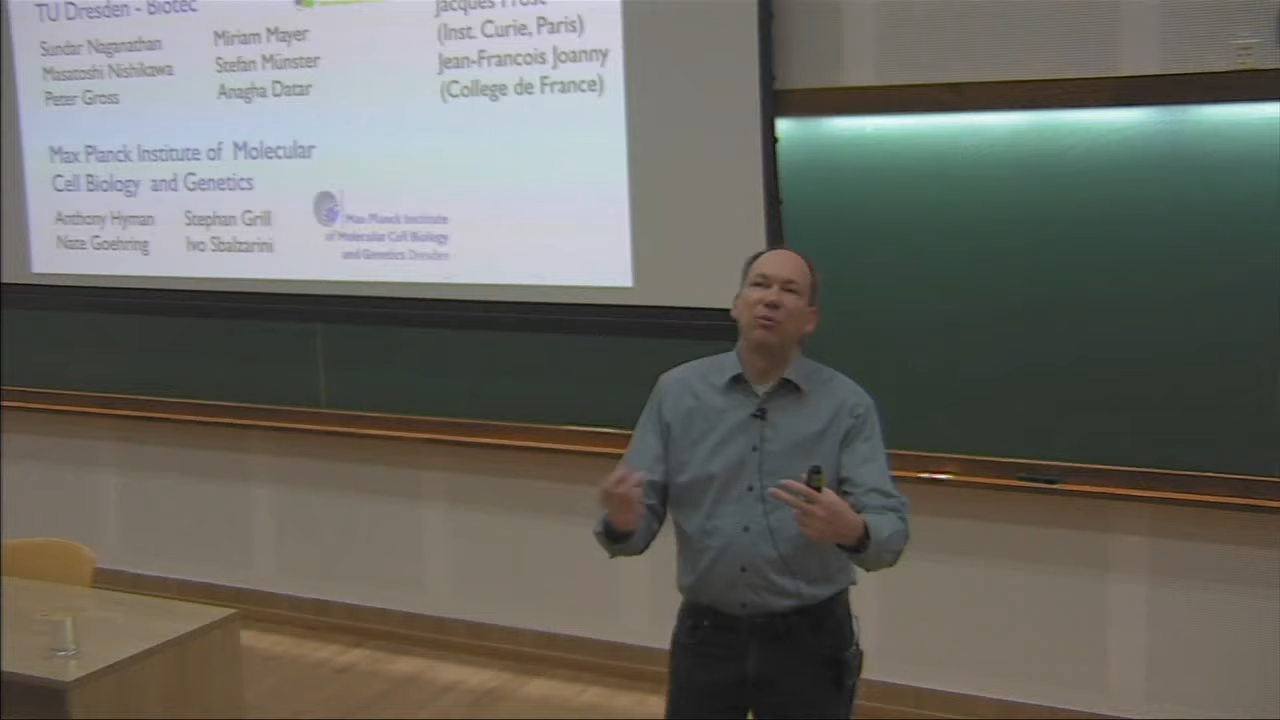 TU Dresden - Biotec
Sundar Naganathan
Masatoshi Nishikawa
Peter Gross
Miriam Mayer
Stefan Münster
Anagha Datar
Jacques Prost
(Inst. Curie, Paris)
Jean-Francois Joanny
(College de France)
Max Planck Institute of Molecular
Cell Biology and Genetics
Anthony Hyman
Nate Goehring
Stephan Grill
Ivo Sbalzarini
Max Planck Institute
of Molecular Cell Biology
and Genetics Dresden